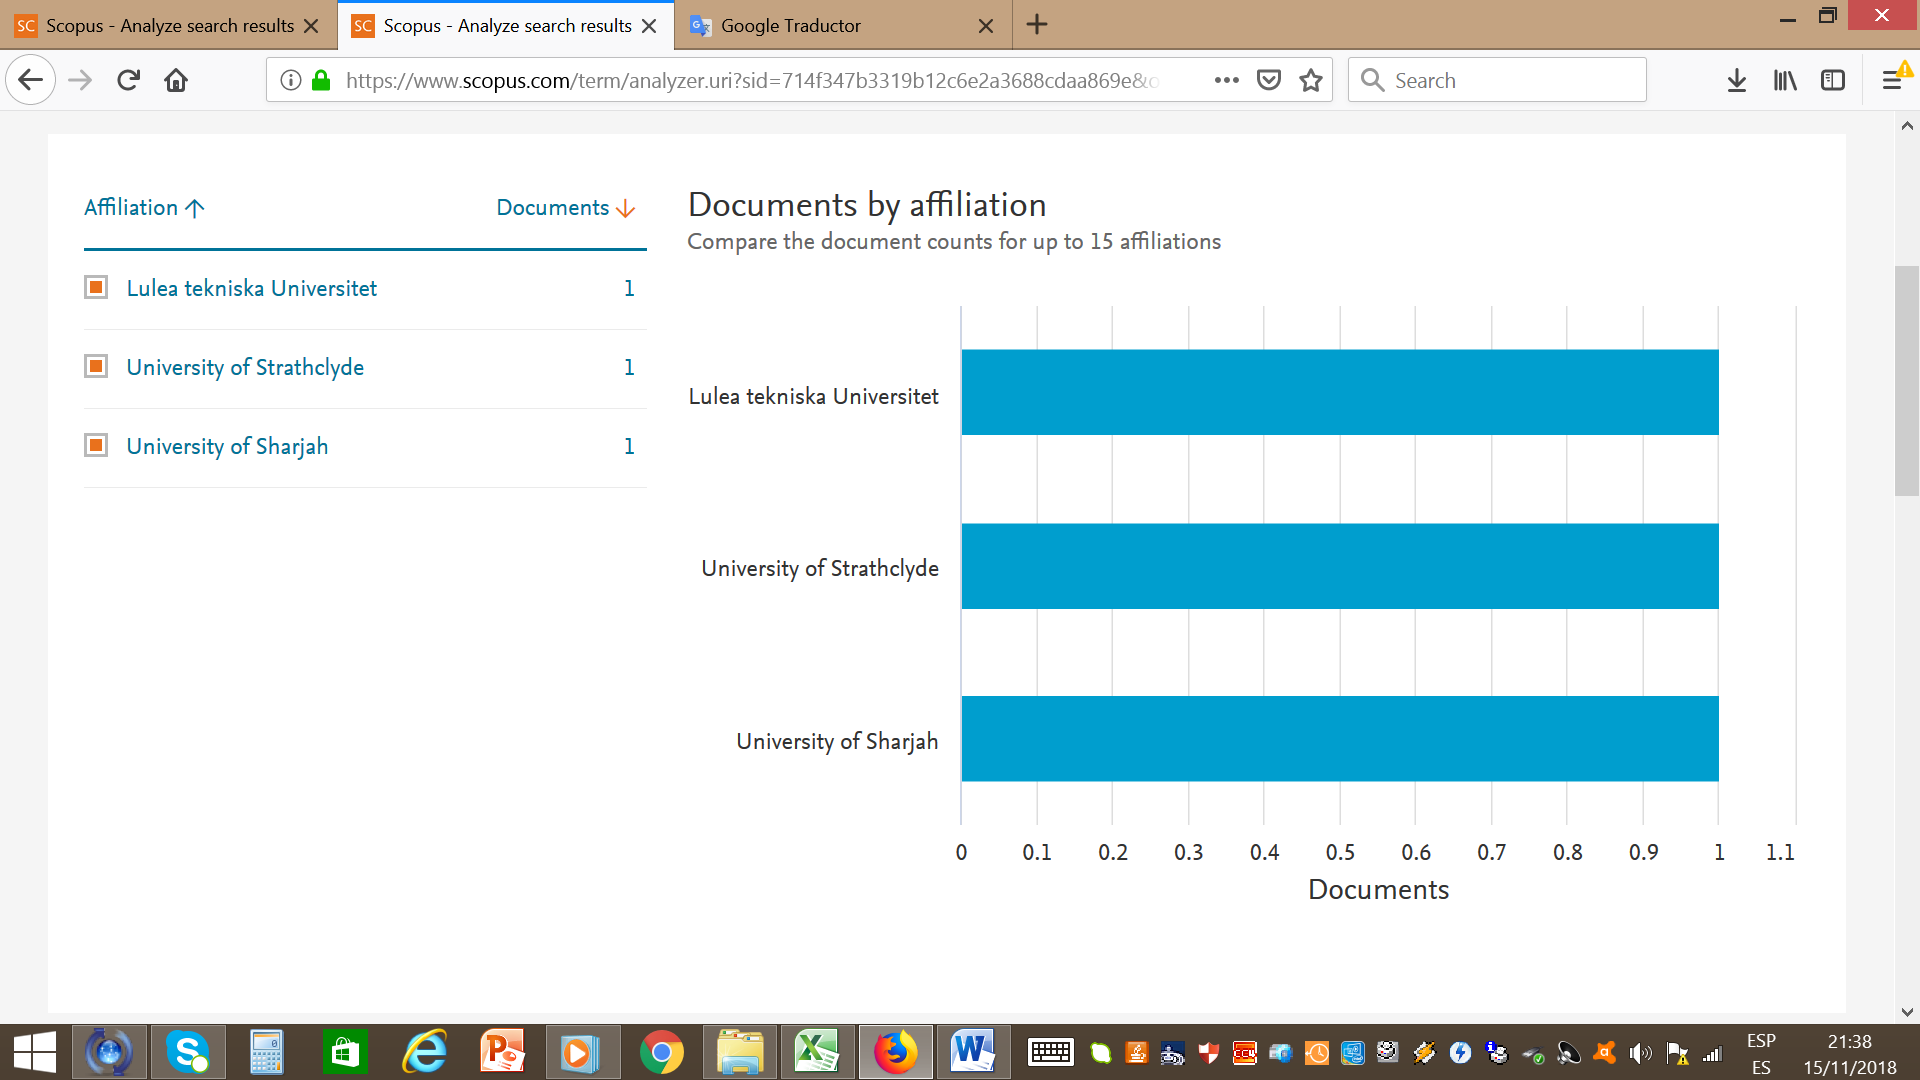 Scopus - Analyze search results
Scopus - Analyze search results
Google Traductor
https://www.scopus.com/term/analyzer.uri?sid=714f347b3319b12c6e2a3688cdaa869e&o
Search
Affiliation
Documents
Lulea tekniska Universitet 1
University of Strathclyde 1
University of Sharjah 1
Documents by affiliation
Compare the document counts for up to 15 affiliations
Lulea tekniska Universitet
University of Strathclyde
University of Sharjah
0 0.1 0.2 0.3 0.4 0.5 0.6 0.7 0.8 0.9 1 1.1
Documents
ESP
ES
21:38
15/11/2018